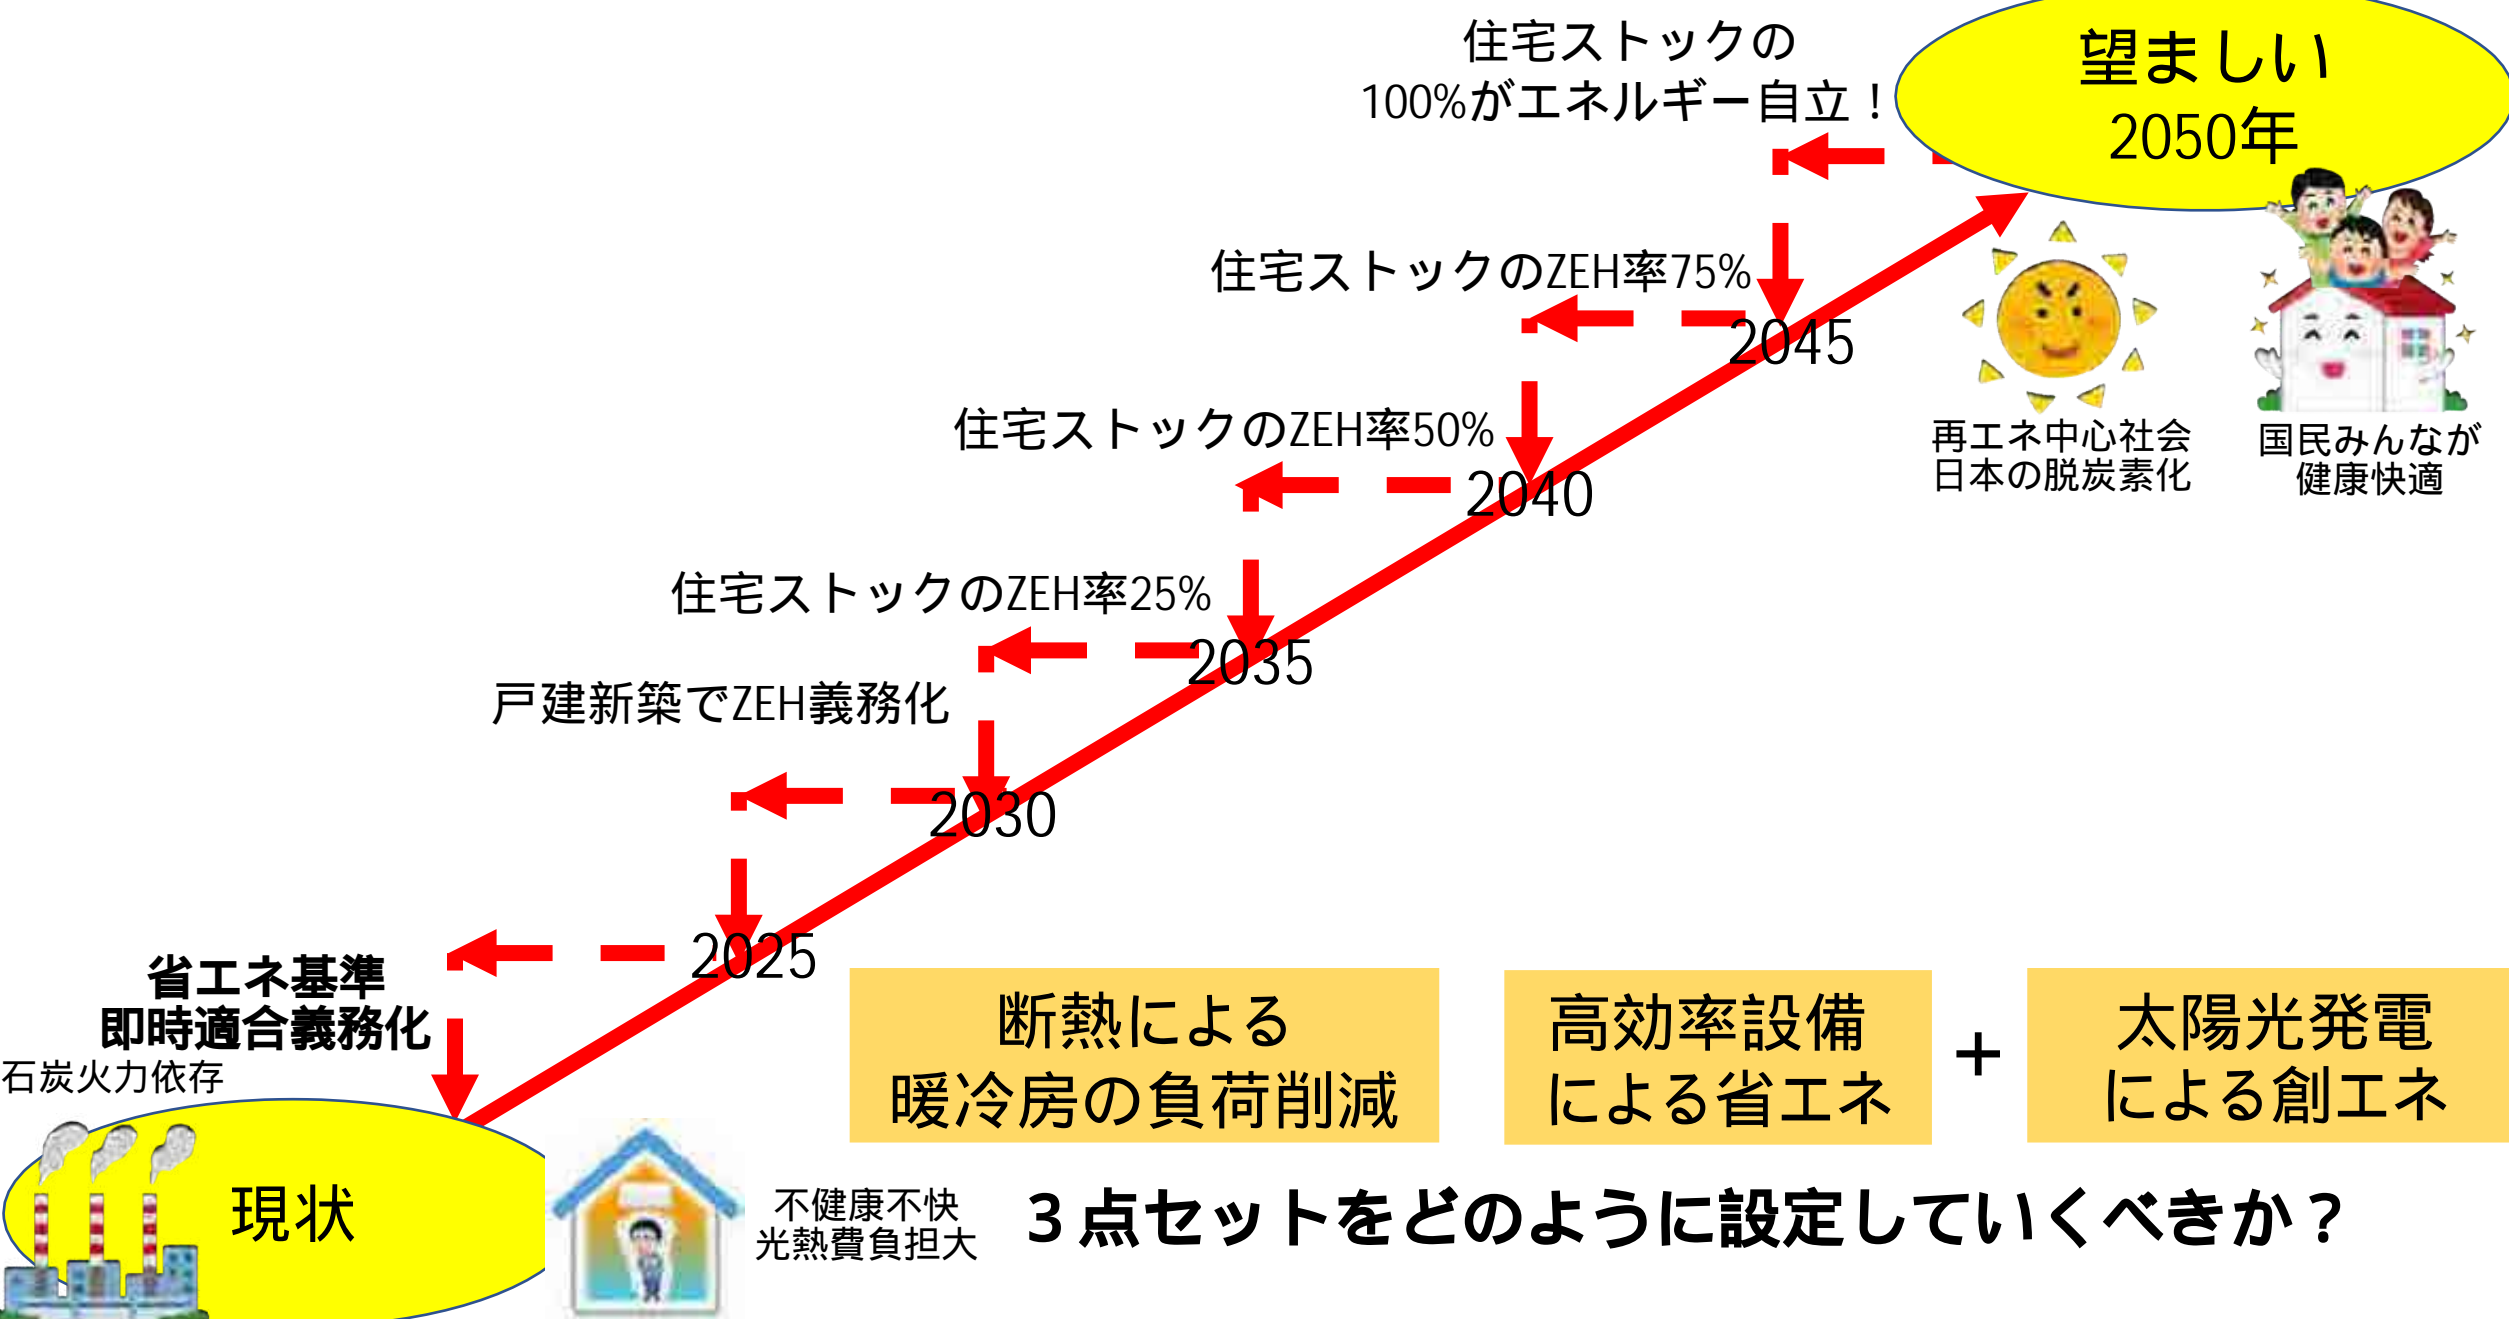 住宅ストックの
100%がエネルギー自立！
望ましい
2050年
住宅ストックのZEH率75%
2045
住宅ストックのZEH率50%
2040
再エネ中心社会
日本の脱炭素化
国民みんなが
健康快適
住宅ストックのZEH率25%
2035
戸建新築でZEH義務化
2030
2025
省エネ基準
即時適合義務化
石炭火力依存
現状
不健康不快
光熱費負担大
断熱による
暖冷房の負荷削減
高効率設備
による省エネ
+
太陽光発電
による創エネ
３点セットをどのように設定していくべきか？